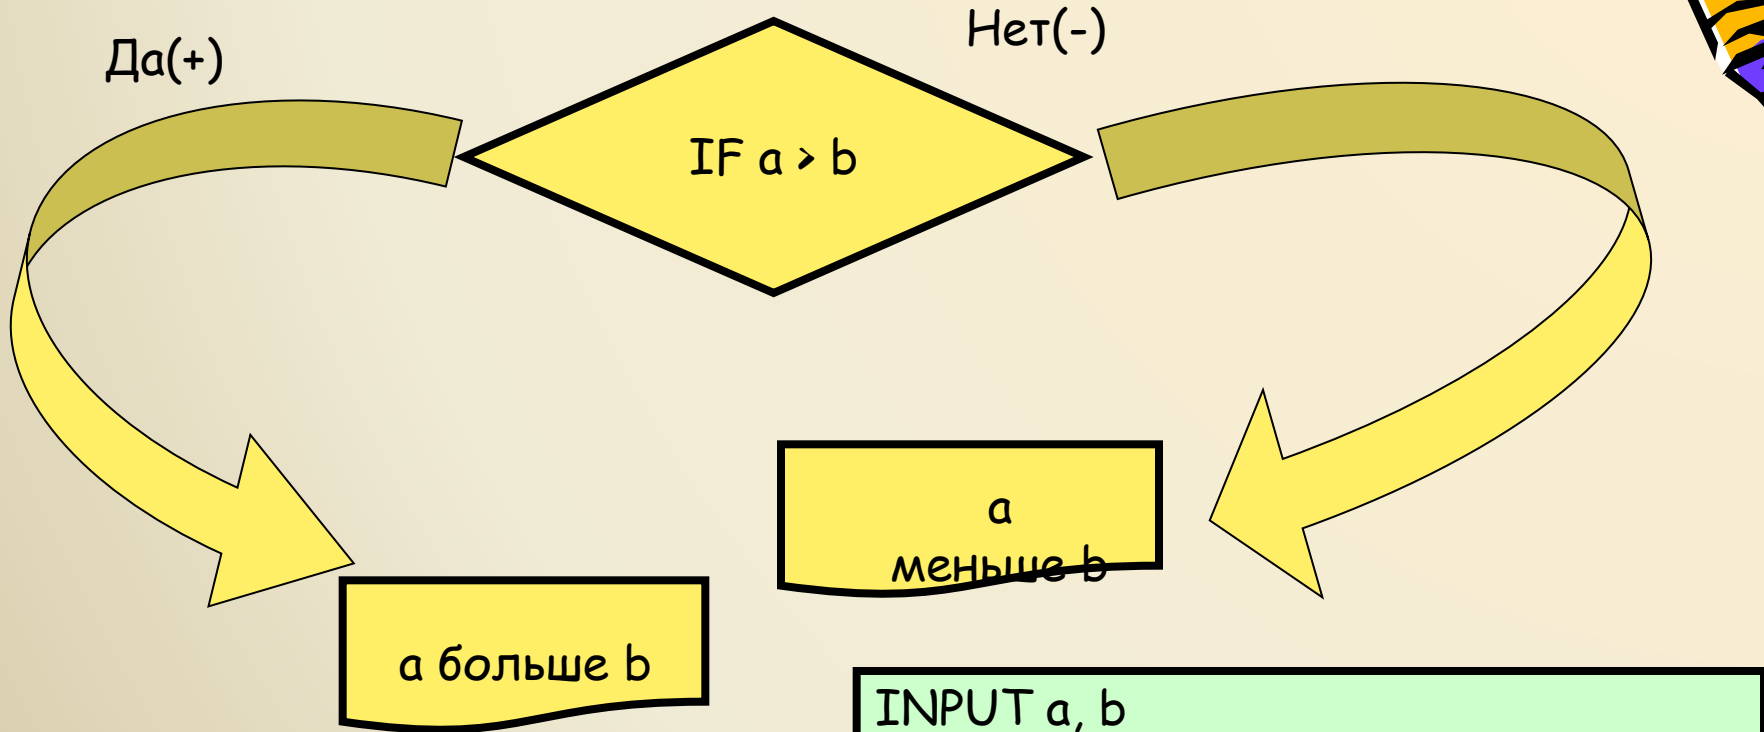 Да(+)
Нет(-)
IF a > b
а
меньше b
а больше b
INPUT a, b